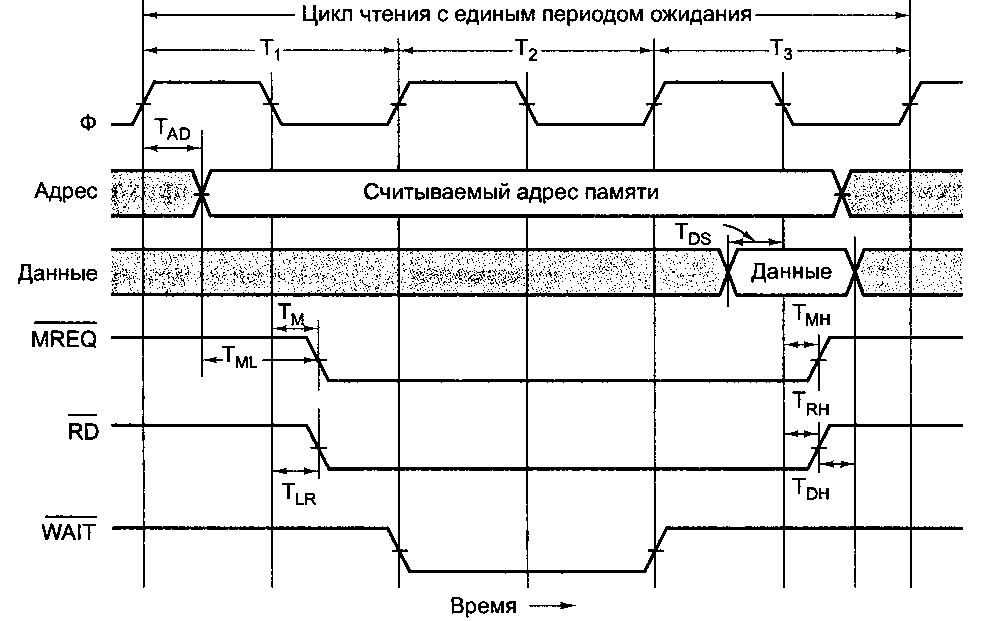 Цикл чтения с единым периодом ожидания
T1 T2 T3
Ф
TAD
Адрес
Считываемый адрес памяти
TDS
Данные
Данные
TM
TMH
MREQ
TML
TRH
RD
TLR
TDH
WAIT
Время